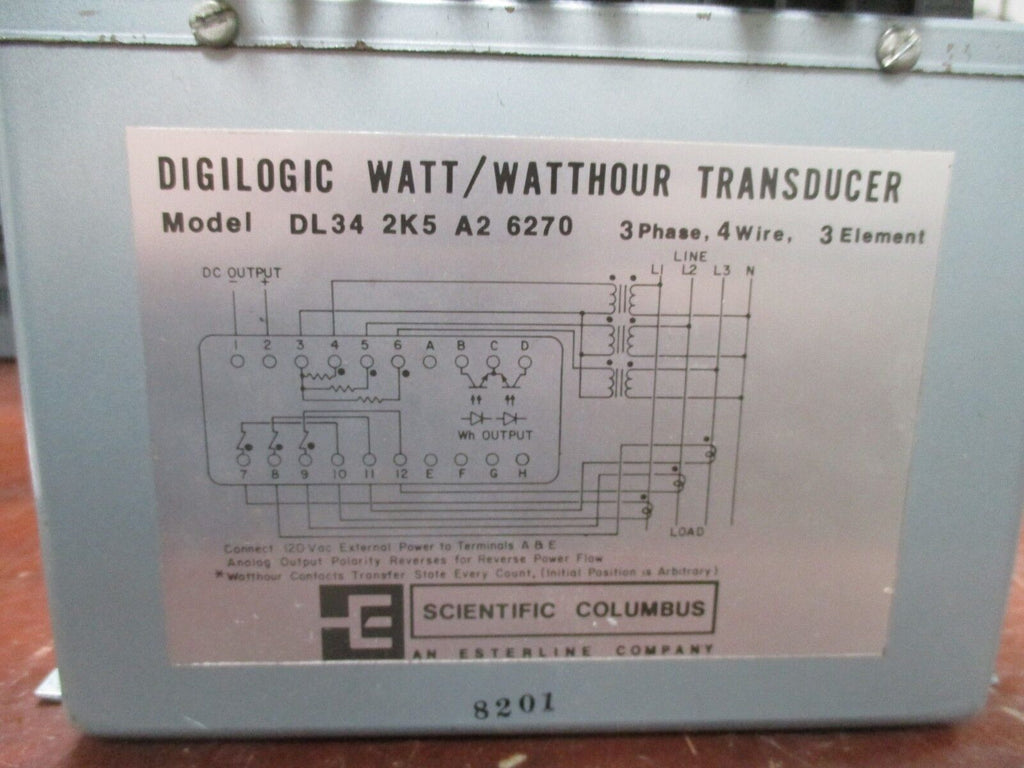 DIGILOGIC WATT/WATTHOUR TRANSDUCER
Model DL34 2K5 A2 6270 3 Phase, 4 Wire, 3 Element
LINE
DC OUTPUT L1 L2 L3 N
- +
1 2 3 4 5 6 A B C D
Wh OUTPUT
7 8 9 10 11 12 E F G H
LOAD
Connect 120 Vac External Power to Terminals A & E
Analog Output Polarity Reverses for Reverse Power Flow
*Watthour Contacts Transfer State Every Count, (Initial Position is Arbitrary)
SCIENTIFIC COLUMBUS
AN ESTERLINE COMPANY
8201